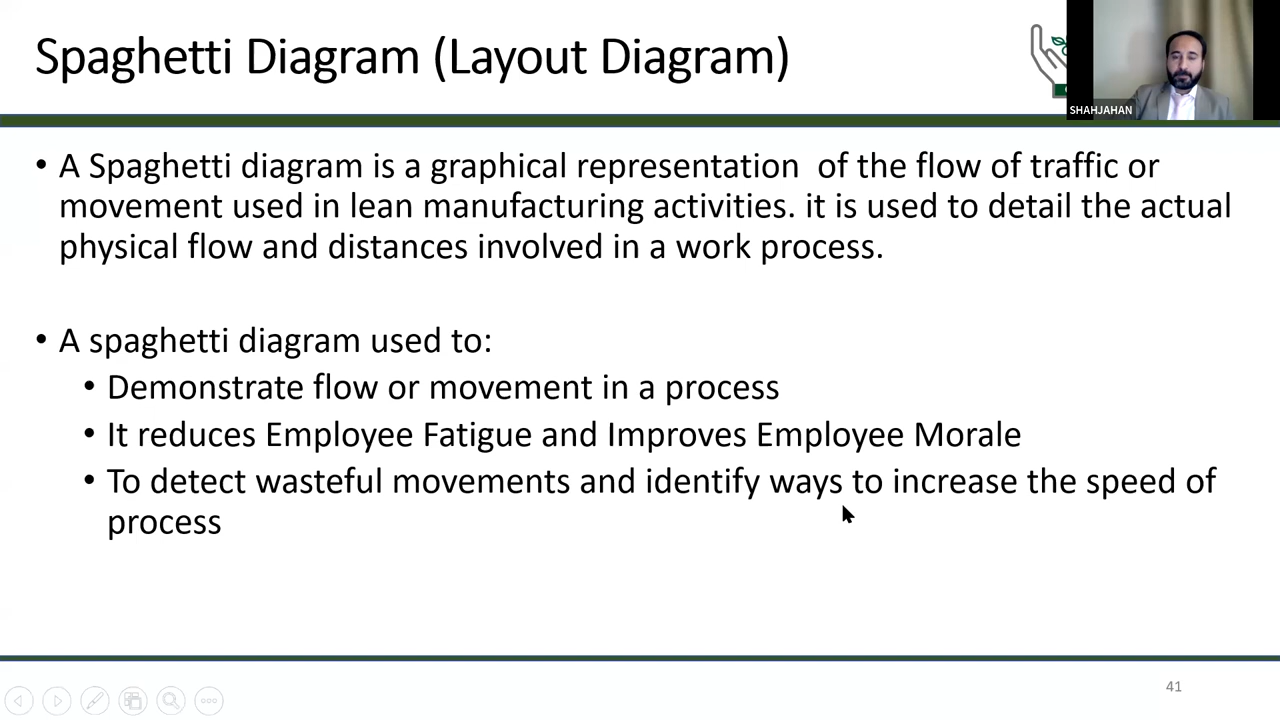 Spaghetti Diagram (Layout Diagram)
SHAHJAHAN
• A Spaghetti diagram is a graphical representation  of the flow of traffic or
movement used in lean manufacturing activities. it is used to detail the actual
physical flow and distances involved in a work process.
• A spaghetti diagram used to:
• Demonstrate flow or movement in a process
• It reduces Employee Fatigue and Improves Employee Morale
• To detect wasteful movements and identify ways to increase the speed of
process
41